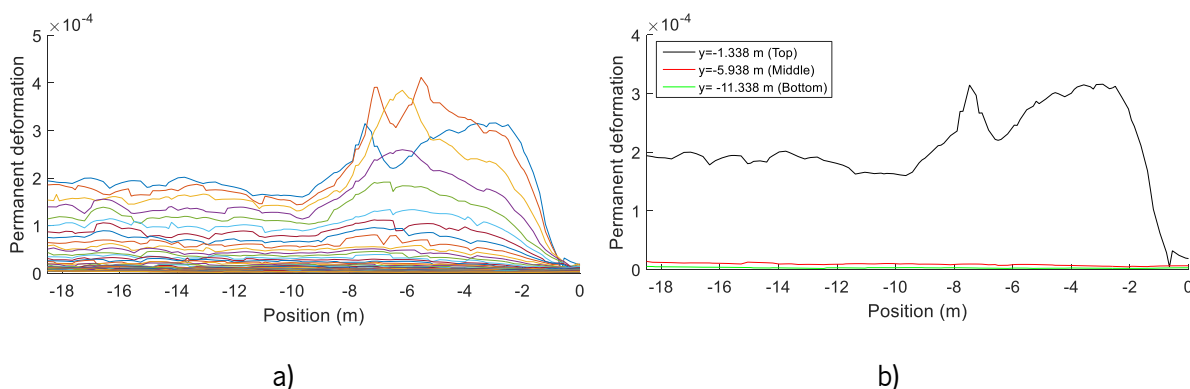 ×10⁻⁴
5
4
3
2
1
0
Permanent deformation
-18 -16 -14 -12 -10 -8 -6 -4 -2 0
Position (m)
a)
×10⁻⁴
4
3
2
1
0
Permanent deformation
y=-1.338 m (Top)
y=-5.938 m (Middle)
y= -11.338 m (Bottom)
-18 -16 -14 -12 -10 -8 -6 -4 -2 0
Position (m)
b)